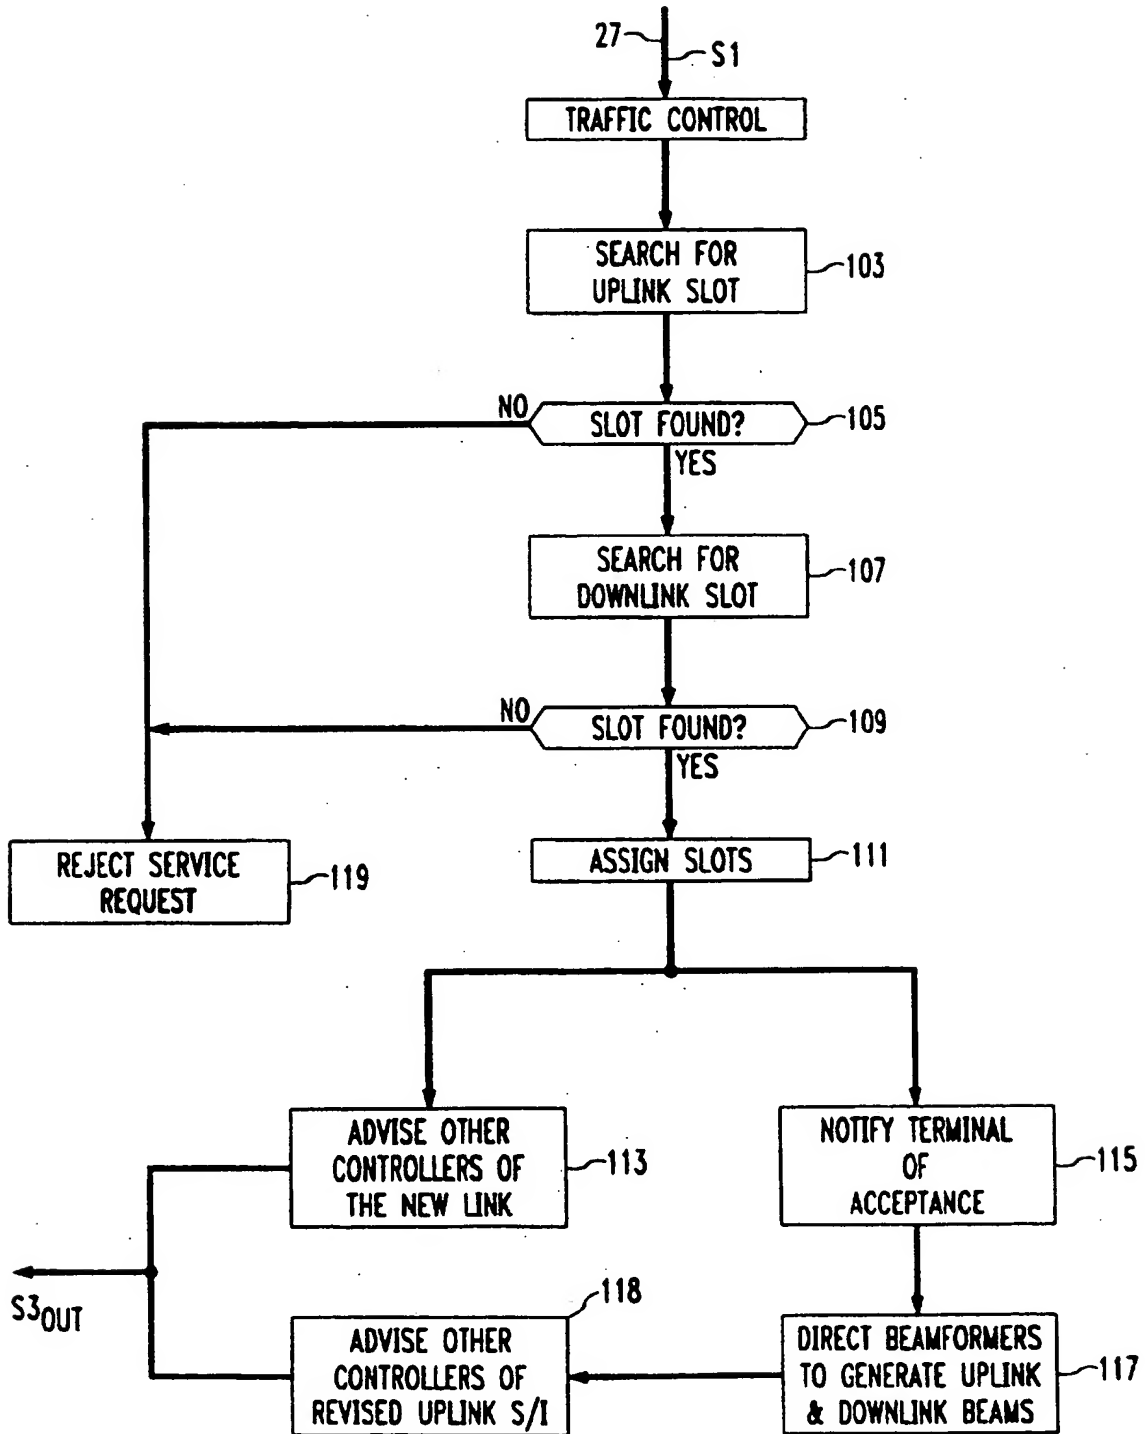 27
S1
TRAFFIC CONTROL
SEARCH FOR
UPLINK SLOT
103
NO
SLOT FOUND?
105
YES
SEARCH FOR
DOWNLINK SLOT
107
NO
SLOT FOUND?
109
YES
ASSIGN SLOTS
111
REJECT SERVICE
REQUEST
119
ADVISE OTHER
CONTROLLERS OF
THE NEW LINK
113
NOTIFY TERMINAL
OF
ACCEPTANCE
115
S3OUT
118
ADVISE OTHER
CONTROLLERS OF
REVISED UPLINK S/I
DIRECT BEAMFORMERS
TO GENERATE UPLINK
& DOWNLINK BEAMS
117